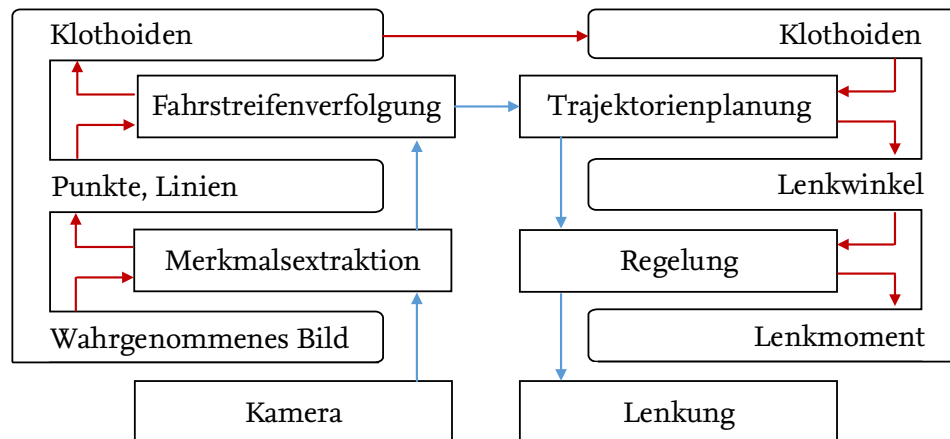 Klothoiden
Klothoiden
Fahrstreifenverfolgung
Trajektorienplanung
Punkte, Linien
Lenkwinkel
Merkmalsextraktion
Regelung
Wahrgenommenes Bild
Lenkmoment
Kamera
Lenkung